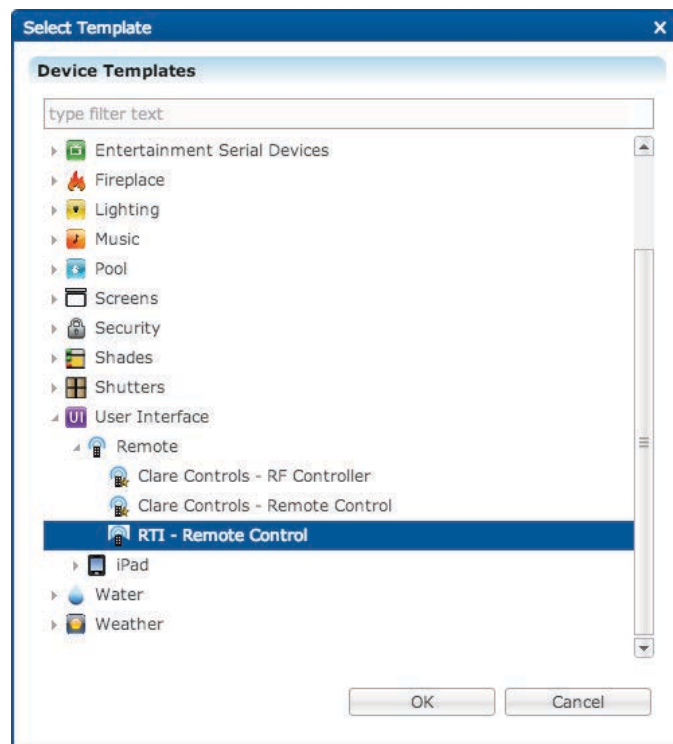 Select Template
x
Device Templates
type filter text
Entertainment Serial Devices
Fireplace
Lighting
Music
Pool
Screens
Security
Shades
Shutters
UI User Interface
Remote
Clare Controls - RF Controller
Clare Controls - Remote Control
RTI - Remote Control
iPad
Water
Weather
OK Cancel